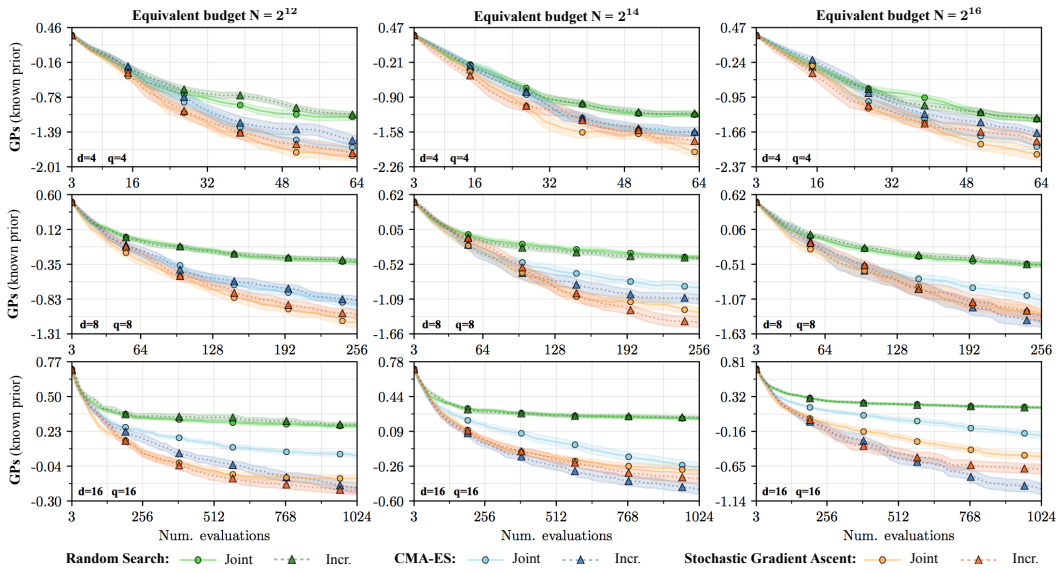 Equivalent budget N = 2¹² Equivalent budget N = 2¹⁴ Equivalent budget N = 2¹⁶
GPs (known prior)
0.46
-0.16
-0.78
-1.39
-2.01
d=4 q=4
3 16 32 48 64
0.46
-0.21
-0.90
-1.58
-2.26
d=4 q=4
3 16 32 48 64
0.46
-0.24
-0.95
-1.66
-2.37
d=4 q=4
3 16 32 48 64
GPs (known prior)
0.60
0.12
-0.35
-0.83
-1.31
d=8 q=8
3 64 128 192 256
0.62
0.05
-0.52
-1.09
-1.66
d=8 q=8
3 64 128 192 256
0.62
0.06
-0.51
-1.07
-1.63
d=8 q=8
3 64 128 192 256
GPs (known prior)
0.77
0.50
0.23
-0.04
-0.30
d=16 q=16
3 256 512 768 1024
Num. evaluations
0.78
0.44
0.09
-0.26
-0.60
d=16 q=16
3 256 512 768 1024
Num. evaluations
0.81
0.32
-0.16
-0.65
-1.14
d=16 q=16
3 256 512 768 1024
Num. evaluations
Random Search: Joint Incr. CMA-ES: Joint Incr. Stochastic Gradient Ascent: Joint Incr.